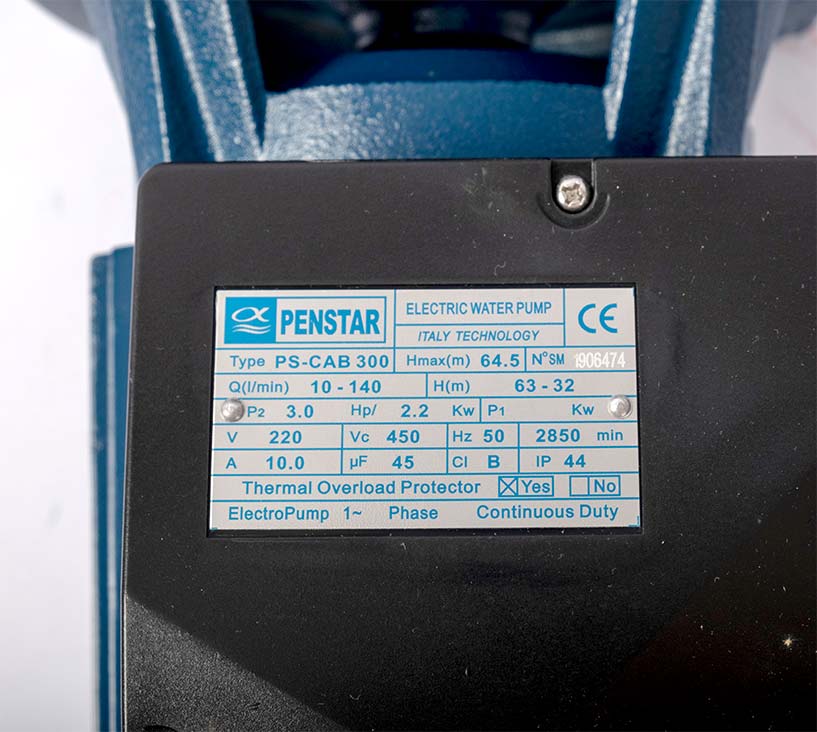 PENSTAR ELECTRIC WATER PUMP CE
ITALY TECHNOLOGY
Type PS-CAB 300 Hmax(m) 64.5 N°SM 1906474
Q(l/min) 10 - 140 H(m) 63 - 32
P2 3.0 Hp/ 2.2 Kw P1 Kw
V 220 Vc 450 Hz 50 2850 min
A 10.0 µF 45 Cl B IP 44
Thermal Overload Protector Yes No
ElectroPump 1~ Phase Continuous Duty